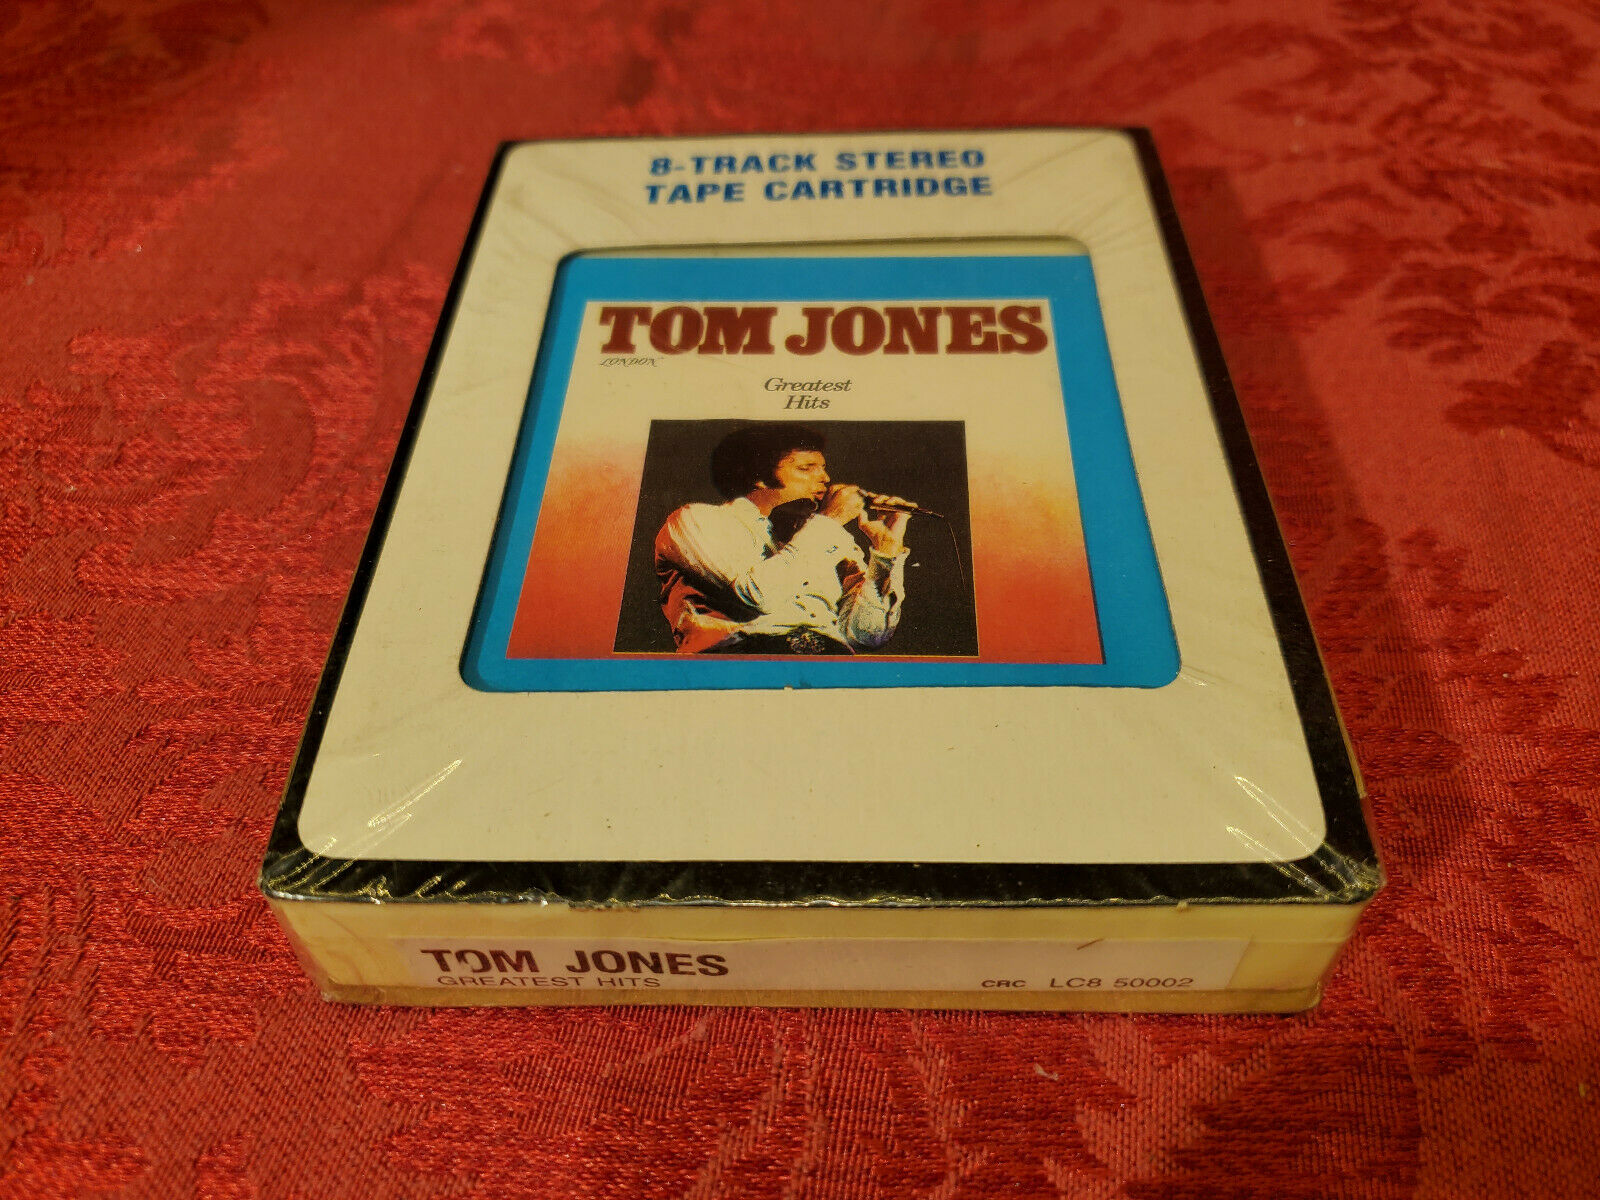 8-TRACK STEREO
TAPE CARTRIDGE
TOM JONES
LONDON
Greatest
Hits
TOM JONES
GREATEST HITS
CRC LC8 50002